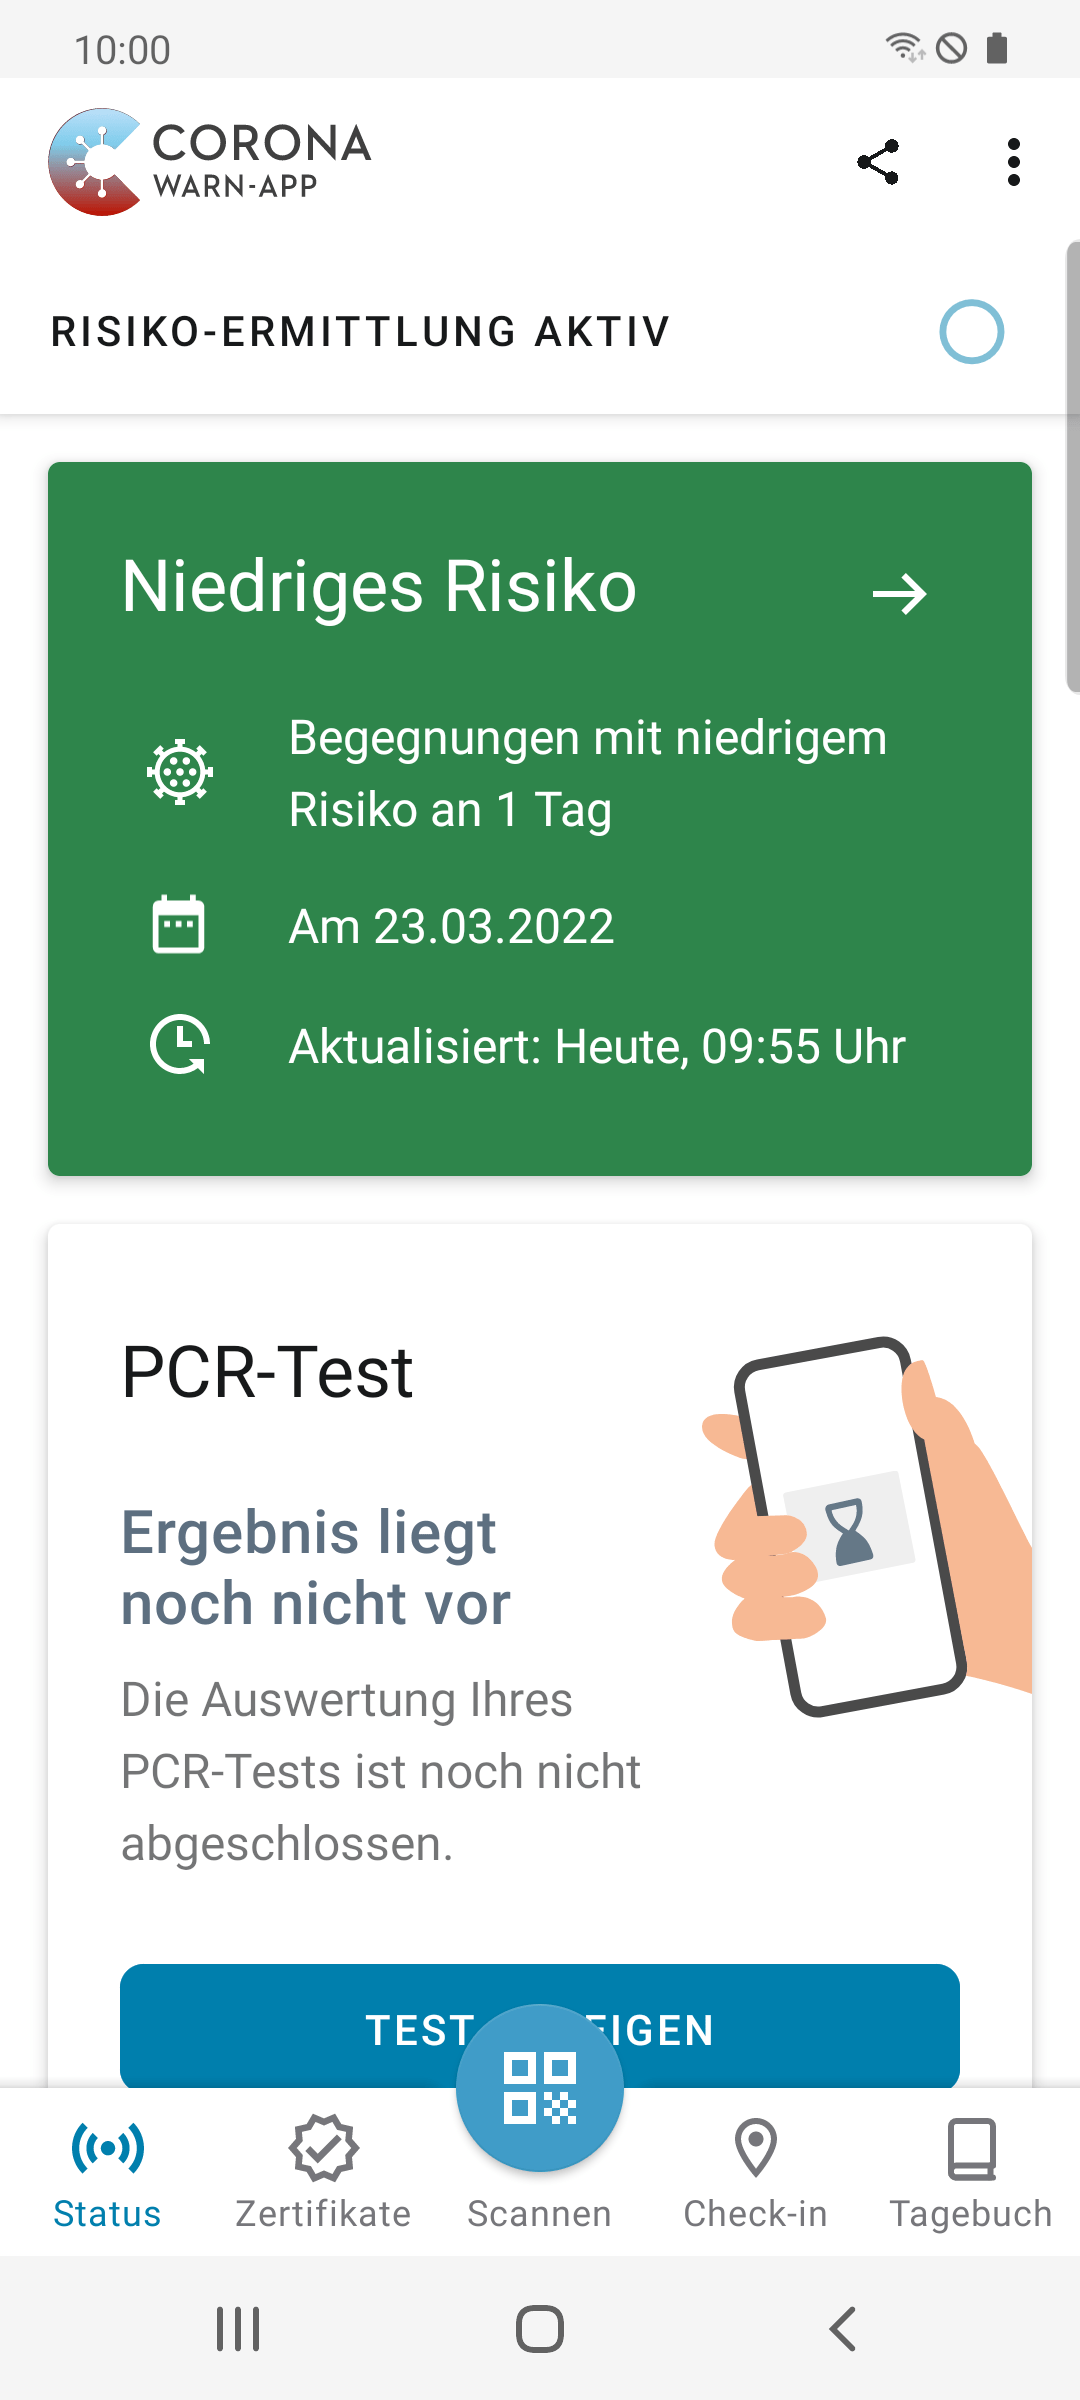 10:00
CORONA
WARN-APP
RISIKO-ERMITTLUNG AKTIV
Niedriges Risiko
Begegnungen mit niedrigem
Risiko an 1 Tag
Am 23.03.2022
Aktualisiert: Heute, 09:55 Uhr
PCR-Test
Ergebnis liegt
noch nicht vor
Die Auswertung Ihres
PCR-Tests ist noch nicht
abgeschlossen.
TEST
Status
Zertifikate
Scannen
Check-in
Tagebuch